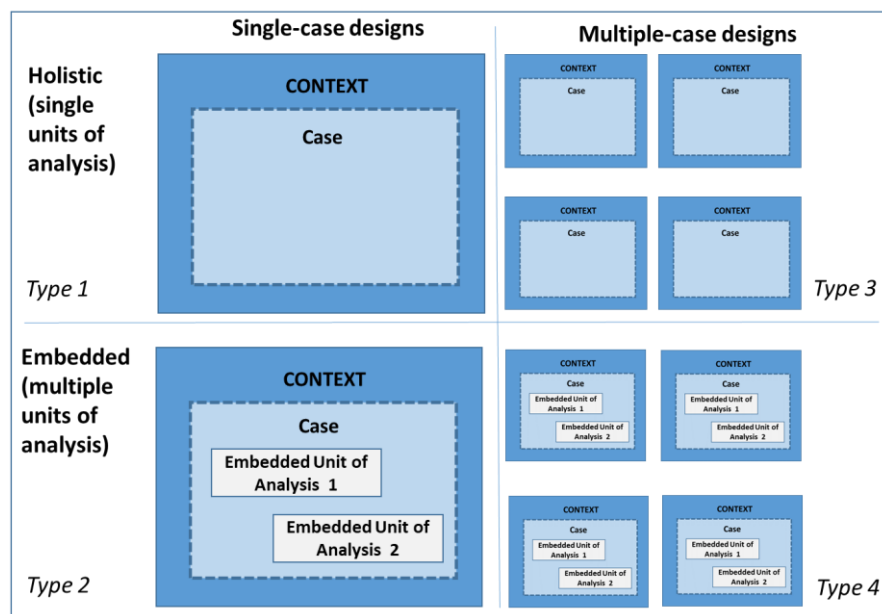 Single-case designs
Multiple-case designs
Holistic
(single
units of
analysis)
CONTEXT
Case
CONTEXT
Case
CONTEXT
Case
CONTEXT
Case
CONTEXT
Case
Type 1
Type 3
Embedded
(multiple
units of
analysis)
CONTEXT
Case
Embedded Unit of
Analysis 1
Embedded Unit of
Analysis 2
CONTEXT
Case
Embedded Unit of
Analysis 1
Embedded Unit of
Analysis 2
CONTEXT
Case
Embedded Unit of
Analysis 1
Embedded Unit of
Analysis 2
CONTEXT
Case
Embedded Unit of
Analysis 1
Embedded Unit of
Analysis 2
CONTEXT
Case
Embedded Unit of
Analysis 1
Embedded Unit of
Analysis 2
Type 2
Type 4